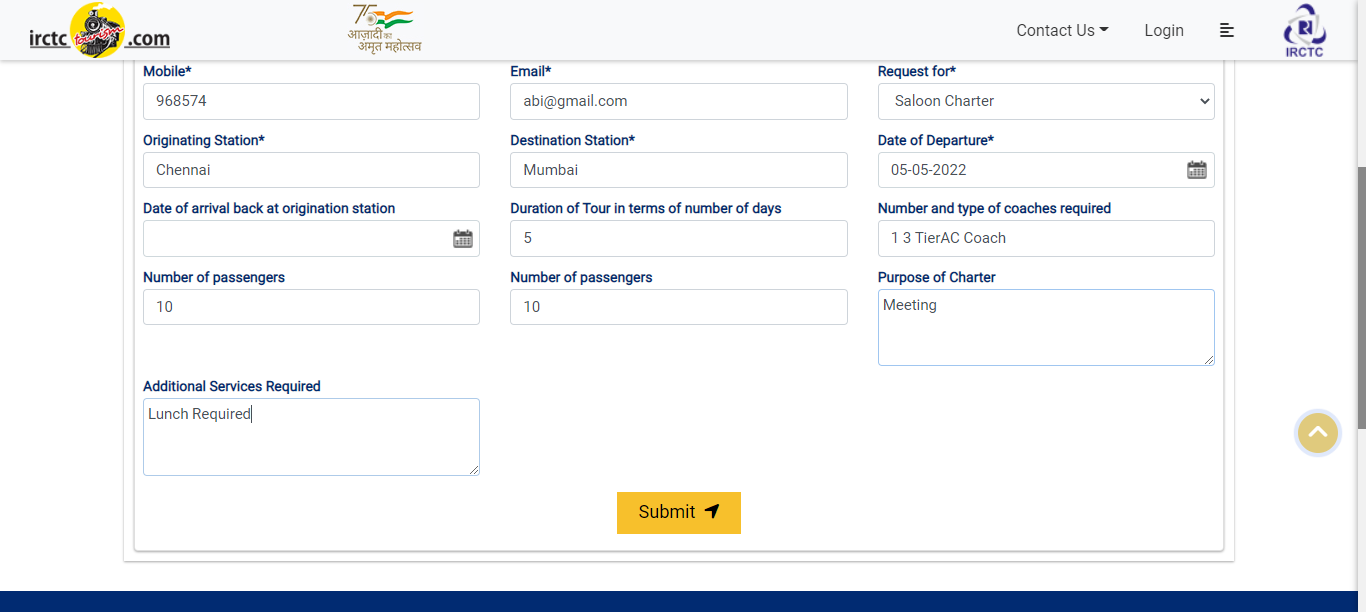 irctc tourism .com
75
आज़ादी का
अमृत महोत्सव
Contact Us
Login
IRCTC
Mobile* Email* Request for*
968574 abi@gmail.com Saloon Charter
Originating Station* Destination Station* Date of Departure*
Chennai Mumbai 05-05-2022
Date of arrival back at origination station Duration of Tour in terms of number of days Number and type of coaches required
5 1 3 TierAC Coach
Number of passengers Number of passengers Purpose of Charter
10 10 Meeting
Additional Services Required
Lunch Required
Submit